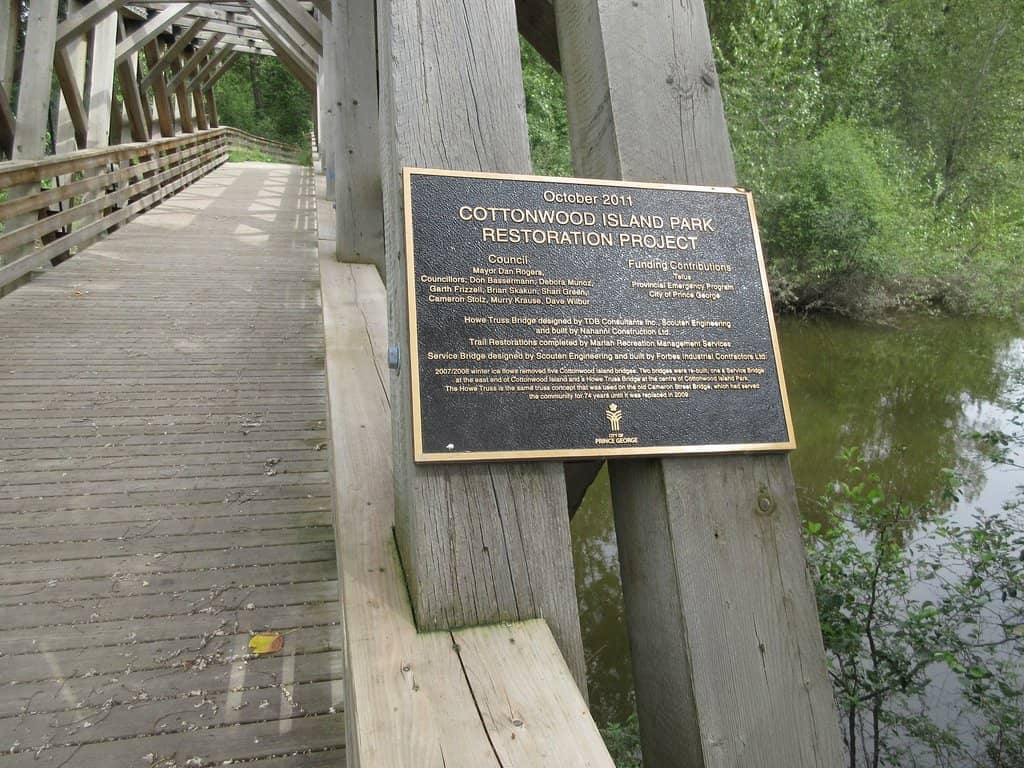 October 2011
COTTONWOOD ISLAND PARK
RESTORATION PROJECT
Council
Mayor Dan Rogers,
Councillors; Don Bassermann, Debora Munoz,
Garth Frizzell, Brian Skakun, Shari Green,
Cameron Stolz, Murry Krause, Dave Wilbur
Funding Contributions
Telus
Provincial Emergency Program
City of Prince George
Howe Truss Bridge designed by TDB Consultants Inc., Scouten Engineering
and built by Nahanni Construction Ltd.
Trail Restorations completed by Mariah Recreation Management Services
Service Bridge designed by Scouten Engineering and built by Forbes Industrial Contractors Ltd.
2007/2008 winter ice flows removed five Cottonwood Island bridges. Two bridges were re-built; one a Service Bridge
at the east end of Cottonwood Island and a Howe Truss Bridge at the centre of Cottonwood Island Park.
The Howe Truss is the same truss concept that was used on the old Cameron Street Bridge, which had served
the community for 74 years until it was replaced in 2009
CITY OF
PRINCE GEORGE